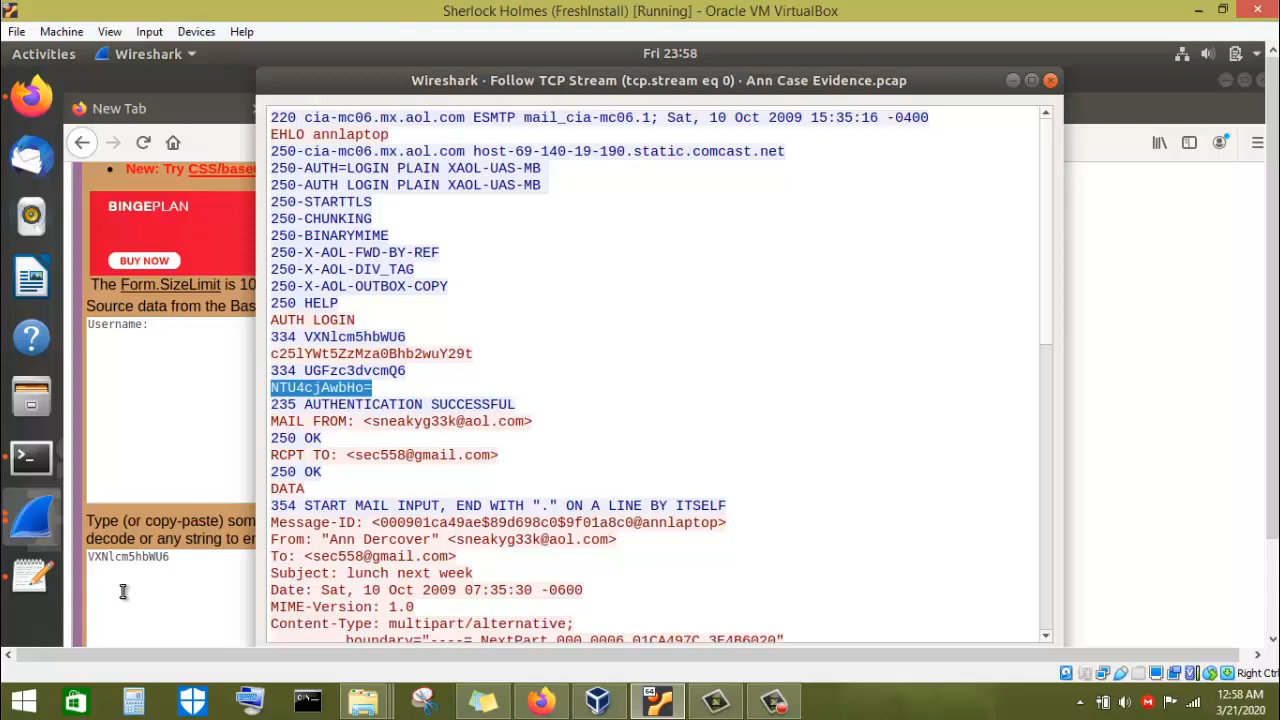 Sherlock Holmes (FreshInstall) [Running] - Oracle VM VirtualBox
File Machine View Input Devices Help
Activities Wireshark Fri 23:58
Wireshark · Follow TCP Stream (tcp.stream eq 0) · Ann Case Evidence.pcap
New Tab
New: Try CSS/base
BINGEPLAN
BUY NOW
The Form.SizeLimit is 10
Source data from the Bas
Username:
Type (or copy-paste) som
decode or any string to er
VXNlcm5hbWU6
220 cia-mc06.mx.aol.com ESMTP mail_cia-mc06.1; Sat, 10 Oct 2009 15:35:16 -0400
EHLO annlaptop
250-cia-mc06.mx.aol.com host-69-140-19-190.static.comcast.net
250-AUTH=LOGIN PLAIN XAOL-UAS-MB
250-AUTH LOGIN PLAIN XAOL-UAS-MB
250-STARTTLS
250-CHUNKING
250-BINARYMIME
250-X-AOL-FWD-BY-REF
250-X-AOL-DIV_TAG
250-X-AOL-OUTBOX-COPY
250 HELP
AUTH LOGIN
334 VXNlcm5hbWU6
c25lYWt5ZzMza0Bhb2wuY29t
334 UGFzc3dvcmQ6
NTU4cjAwbHo=
235 AUTHENTICATION SUCCESSFUL
MAIL FROM: <sneakyg33k@aol.com>
250 OK
RCPT TO: <sec558@gmail.com>
250 OK
DATA
354 START MAIL INPUT, END WITH "." ON A LINE BY ITSELF
Message-ID: <000901ca49ae$89d698c0$9f01a8c0@annlaptop>
From: "Ann Dercover" <sneakyg33k@aol.com>
To: <sec558@gmail.com>
Subject: lunch next week
Date: Sat, 10 Oct 2009 07:35:30 -0600
MIME-Version: 1.0
Content-Type: multipart/alternative;
boundary="----=_NextPart_000_0006_01CA497C.3E4B6020"
Right Ctrl
64
12:58 AM
3/21/2020